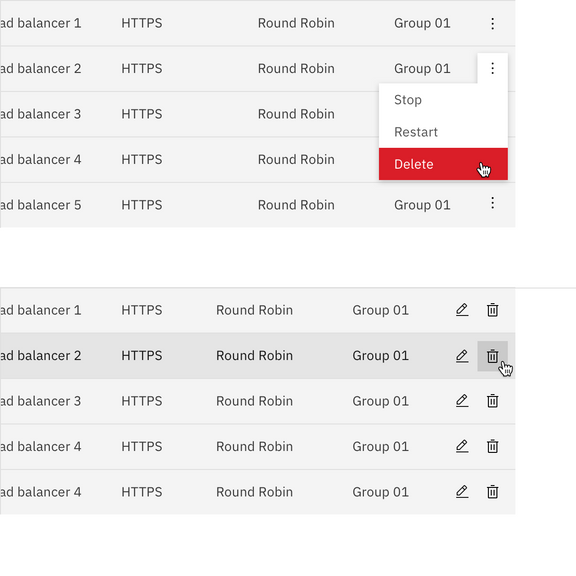 ad balancer 1 HTTPS Round Robin Group 01
ad balancer 2 HTTPS Round Robin Group 01
Stop
ad balancer 3 HTTPS Round Robin
Restart
ad balancer 4 HTTPS Round Robin
Delete
ad balancer 5 HTTPS Round Robin Group 01
ad balancer 1 HTTPS Round Robin Group 01
ad balancer 2 HTTPS Round Robin Group 01
ad balancer 3 HTTPS Round Robin Group 01
ad balancer 4 HTTPS Round Robin Group 01
ad balancer 4 HTTPS Round Robin Group 01